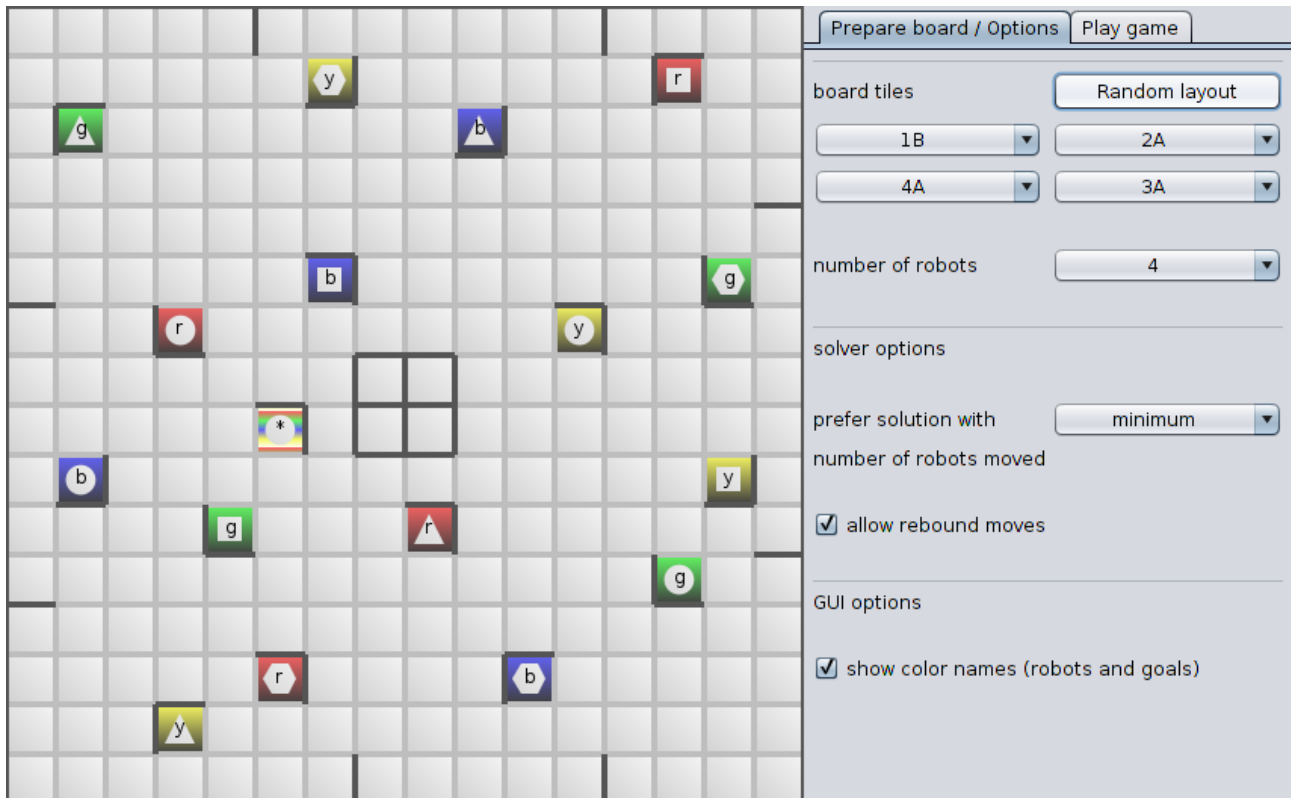 Prepare board / Options Play game
board tiles Random layout
1B 2A
4A 3A
number of robots 4
solver options
prefer solution with minimum
number of robots moved
allow rebound moves
GUI options
show color names (robots and goals)
y r
g b
b g
r y
*
b y
g r
g
r b
y